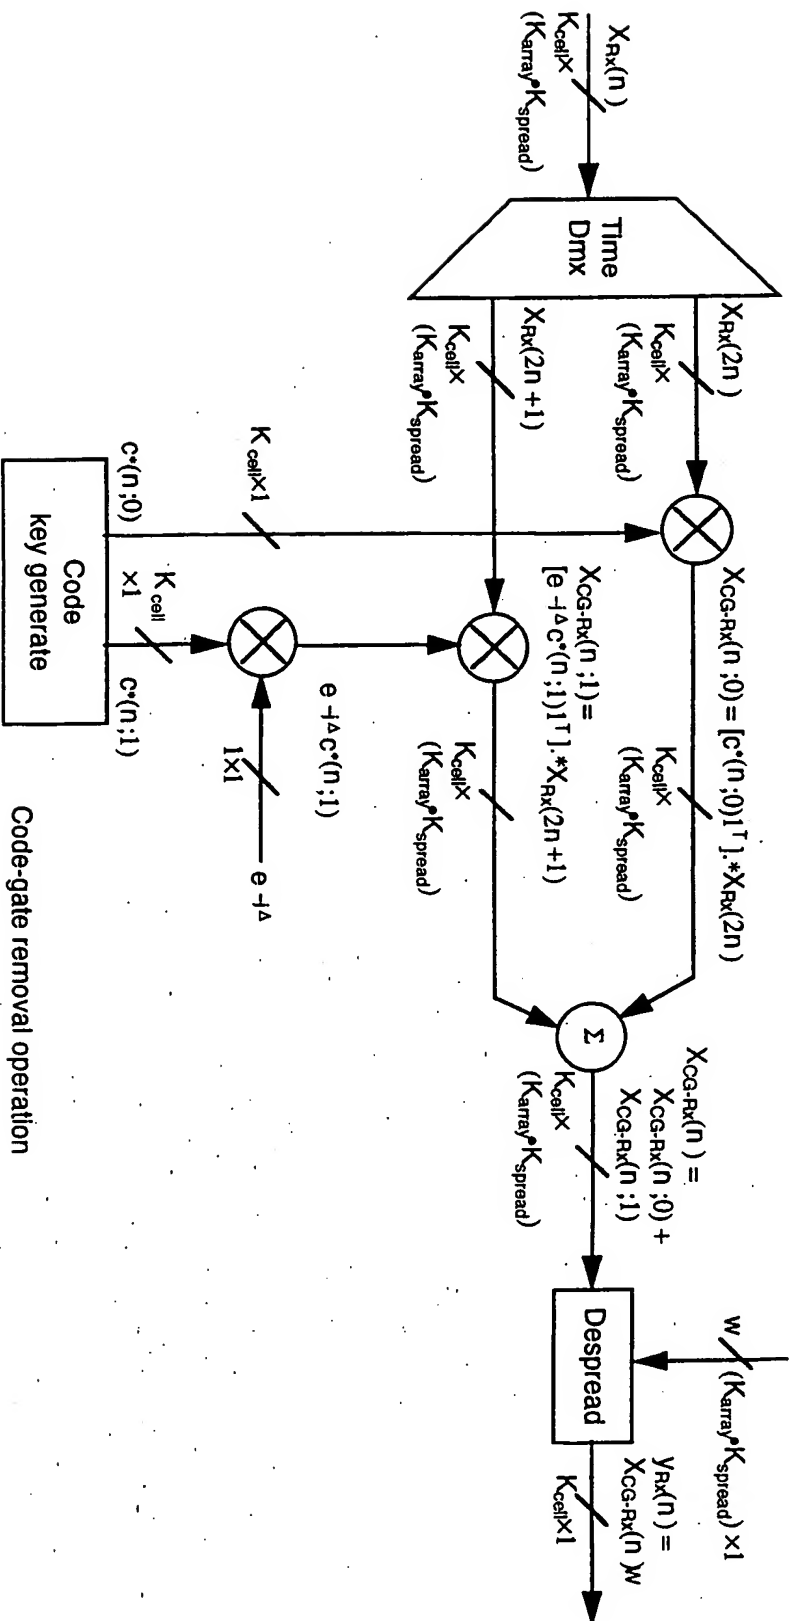 X_Rx(n)
K_cell×
(K_array•K_spread)
Time
Dmx
X_Rx(2n)
K_cell×
(K_array•K_spread)
X_Rx(2n+1)
K_cell×
(K_array•K_spread)
X_CG-Rx(n;0) = [c*(n;0)1^T].*X_Rx(2n)
K_cell×
(K_array•K_spread)
X_CG-Rx(n;1) =
[e^-jΔ c*(n;1)1^T].*X_Rx(2n+1)
K_cell×
(K_array•K_spread)
Σ
X_CG-Rx(n) =
X_CG-Rx(n;0) +
X_CG-Rx(n;1)
K_cell×
(K_array•K_spread)
w
(K_array•K_spread)×1
Despread
y_Rx(n) =
X_CG-Rx(n)w
K_cell×1
K_cell×1
c*(n;0)
K_cell
×1
c*(n;1)
Code
key generate
e^-jΔ c*(n;1)
1×1
e^-jΔ
Code-gate removal operation